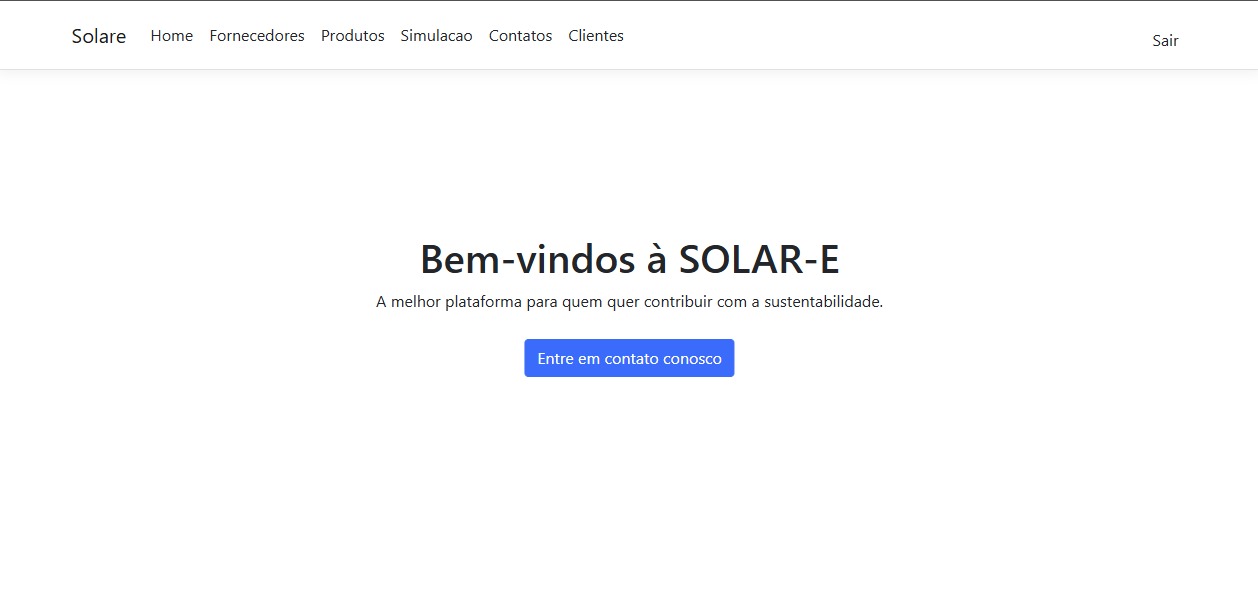 Solare Home Fornecedores Produtos Simulacao Contatos Clientes Sair
Bem-vindos à SOLAR-E
A melhor plataforma para quem quer contribuir com a sustentabilidade.
Entre em contato conosco